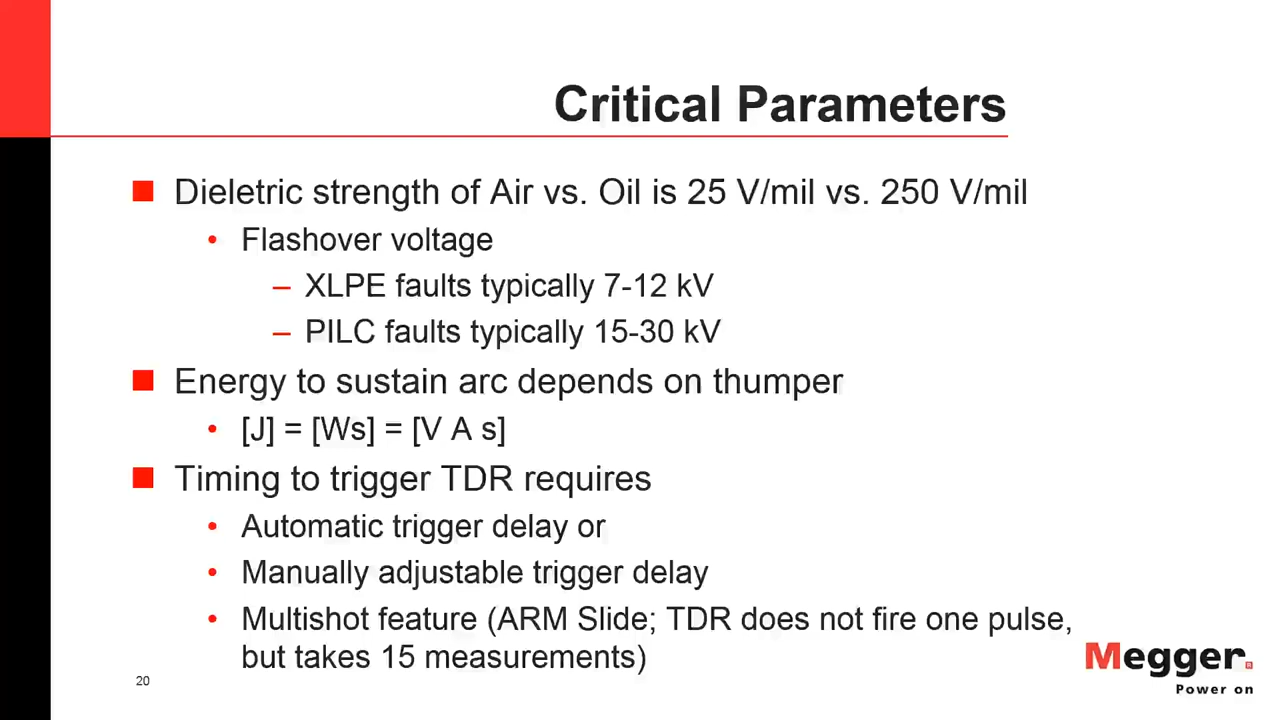 Critical Parameters
Dieletric strength of Air vs. Oil is 25 V/mil vs. 250 V/mil
• Flashover voltage
– XLPE faults typically 7-12 kV
– PILC faults typically 15-30 kV
Energy to sustain arc depends on thumper
• [J] = [Ws] = [V A s]
Timing to trigger TDR requires
• Automatic trigger delay or
• Manually adjustable trigger delay
• Multishot feature (ARM Slide; TDR does not fire one pulse,
but takes 15 measurements)
Megger®
Power on
20